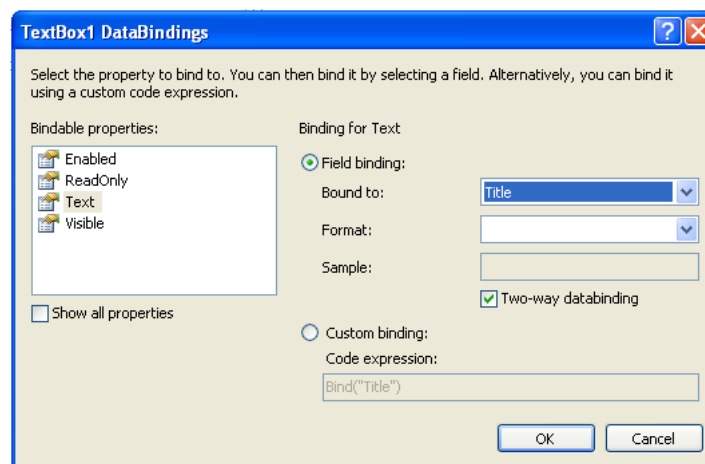 TextBox1 DataBindings
Select the property to bind to. You can then bind it by selecting a field. Alternatively, you can bind it
using a custom code expression.
Bindable properties:
Enabled
ReadOnly
Text
Visible
Show all properties
Binding for Text
Field binding:
Bound to:
Title
Format:
Sample:
Two-way databinding
Custom binding:
Code expression:
Bind("Title")
OK
Cancel